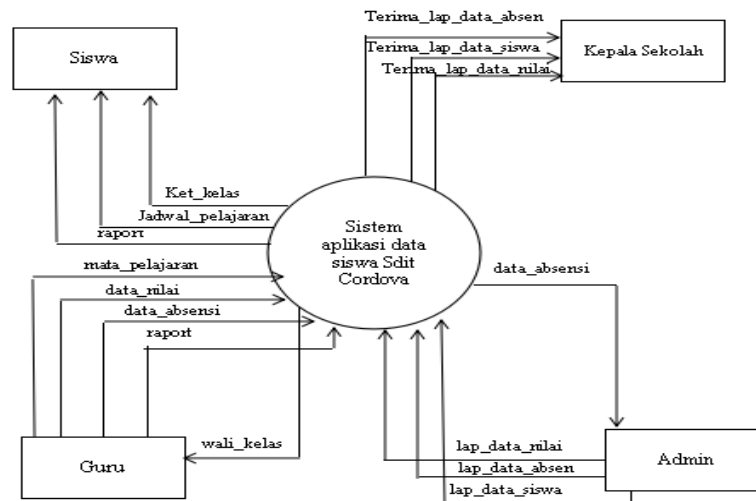 Terima_lap_data_absen
Siswa
Terima_lap_data_siswa
Kepala Sekolah
Terima_lap_data_nilai
Ket_kelas
Jadwal_pelajaran
raport
Sistem
aplikasi data
siswa Sdit
Cordova
mata_pelajaran
data_nilai
data_absensi
raport
data_absensi
wali_kelas
Guru
lap_data_nilai
lap_data_absen
lap_data_siswa
Admin